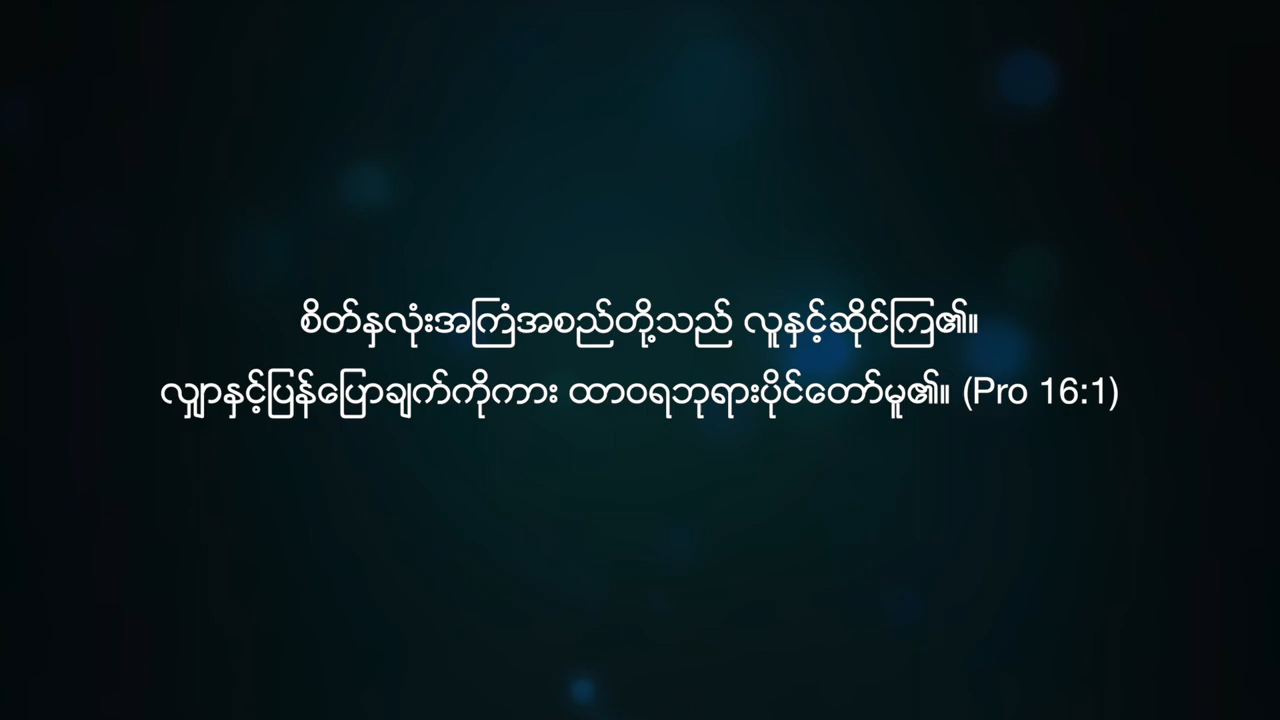 စိတ်နှလုံးအကြံအစည်တို့သည် လူနှင့်ဆိုင်ကြ၏။
လျှာနှင့်ပြန်ပြောချက်ကိုကား ထာဝရဘုရားပိုင်တော်မူ၏။ (Pro 16:1)